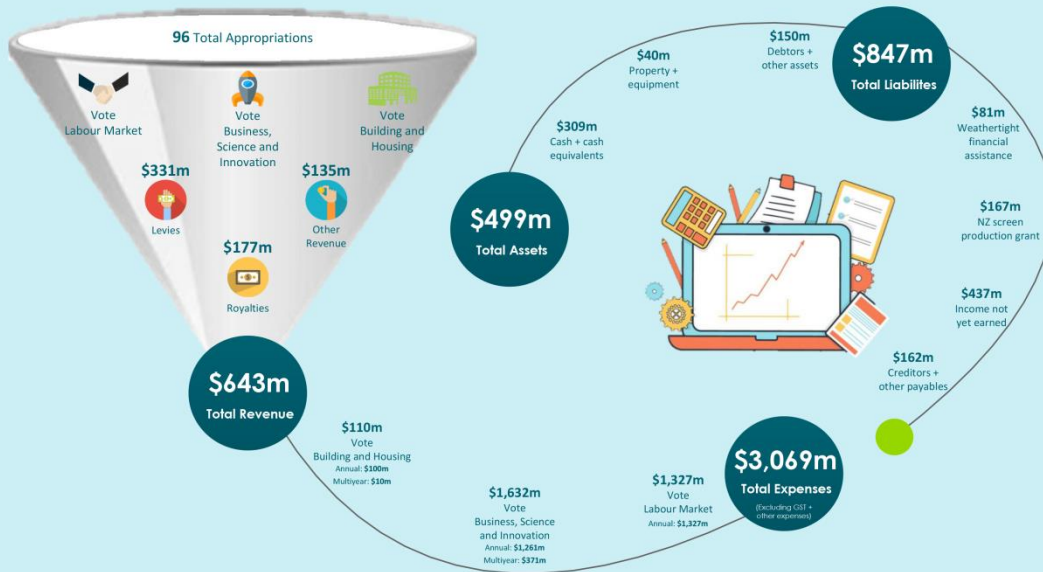 96 Total Appropriations
Vote
Labour Market
Vote
Business,
Science and
Innovation
Vote
Building and
Housing
$331m
Levies
$177m
Royalties
$135m
Other
Revenue
$643m
Total Revenue
$110m
Vote
Building and Housing
Annual: $100m
Multiyear: $10m
$1,632m
Vote
Business, Science
and Innovation
Annual: $1,261m
Multiyear: $371m
$1,327m
Vote
Labour Market
Annual: $1,327m
$3,069m
Total Expenses
(Excluding GST +
other expenses)
$499m
Total Assets
$309m
Cash + cash
equivalents
$40m
Property +
equipment
$150m
Debtors +
other assets
$847m
Total Liabilites
$81m
Weathertight
financial
assistance
$167m
NZ screen
production grant
$437m
Income not
yet earned
$162m
Creditors +
other payables